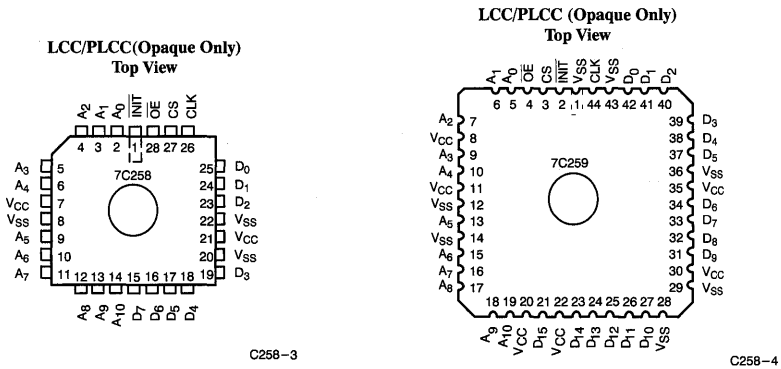 LCC/PLCC(Opaque Only)
Top View
A2 A1 A0 INIT OE CS CLK
4 3 2 1 28 27 26
7C258
A3 5
A4 6
VCC 7
VSS 8
A5 9
A6 10
A7 11
25 D0
24 D1
23 D2
22 VSS
21 VCC
20 VSS
19 D3
12 13 14 15 16 17 18
A8 A9 A10 D7 D6 D5 D4
C258-3
LCC/PLCC (Opaque Only)
Top View
A1 A0 OE CS INIT VSS CLK VSS D0 D1 D2
6 5 4 3 2 1 44 43 42 41 40
7C259
A2 7
VCC 8
A3 9
A4 10
VCC 11
VSS 12
A5 13
VSS 14
A6 15
A7 16
A8 17
39 D3
38 D4
37 D5
36 VSS
35 VCC
34 D6
33 D7
32 D8
31 D9
30 VCC
29 VSS
18 19 20 21 22 23 24 25 26 27 28
A9 A10 VCC D15 VCC D14 D13 D12 D11 D10 VSS
C258-4